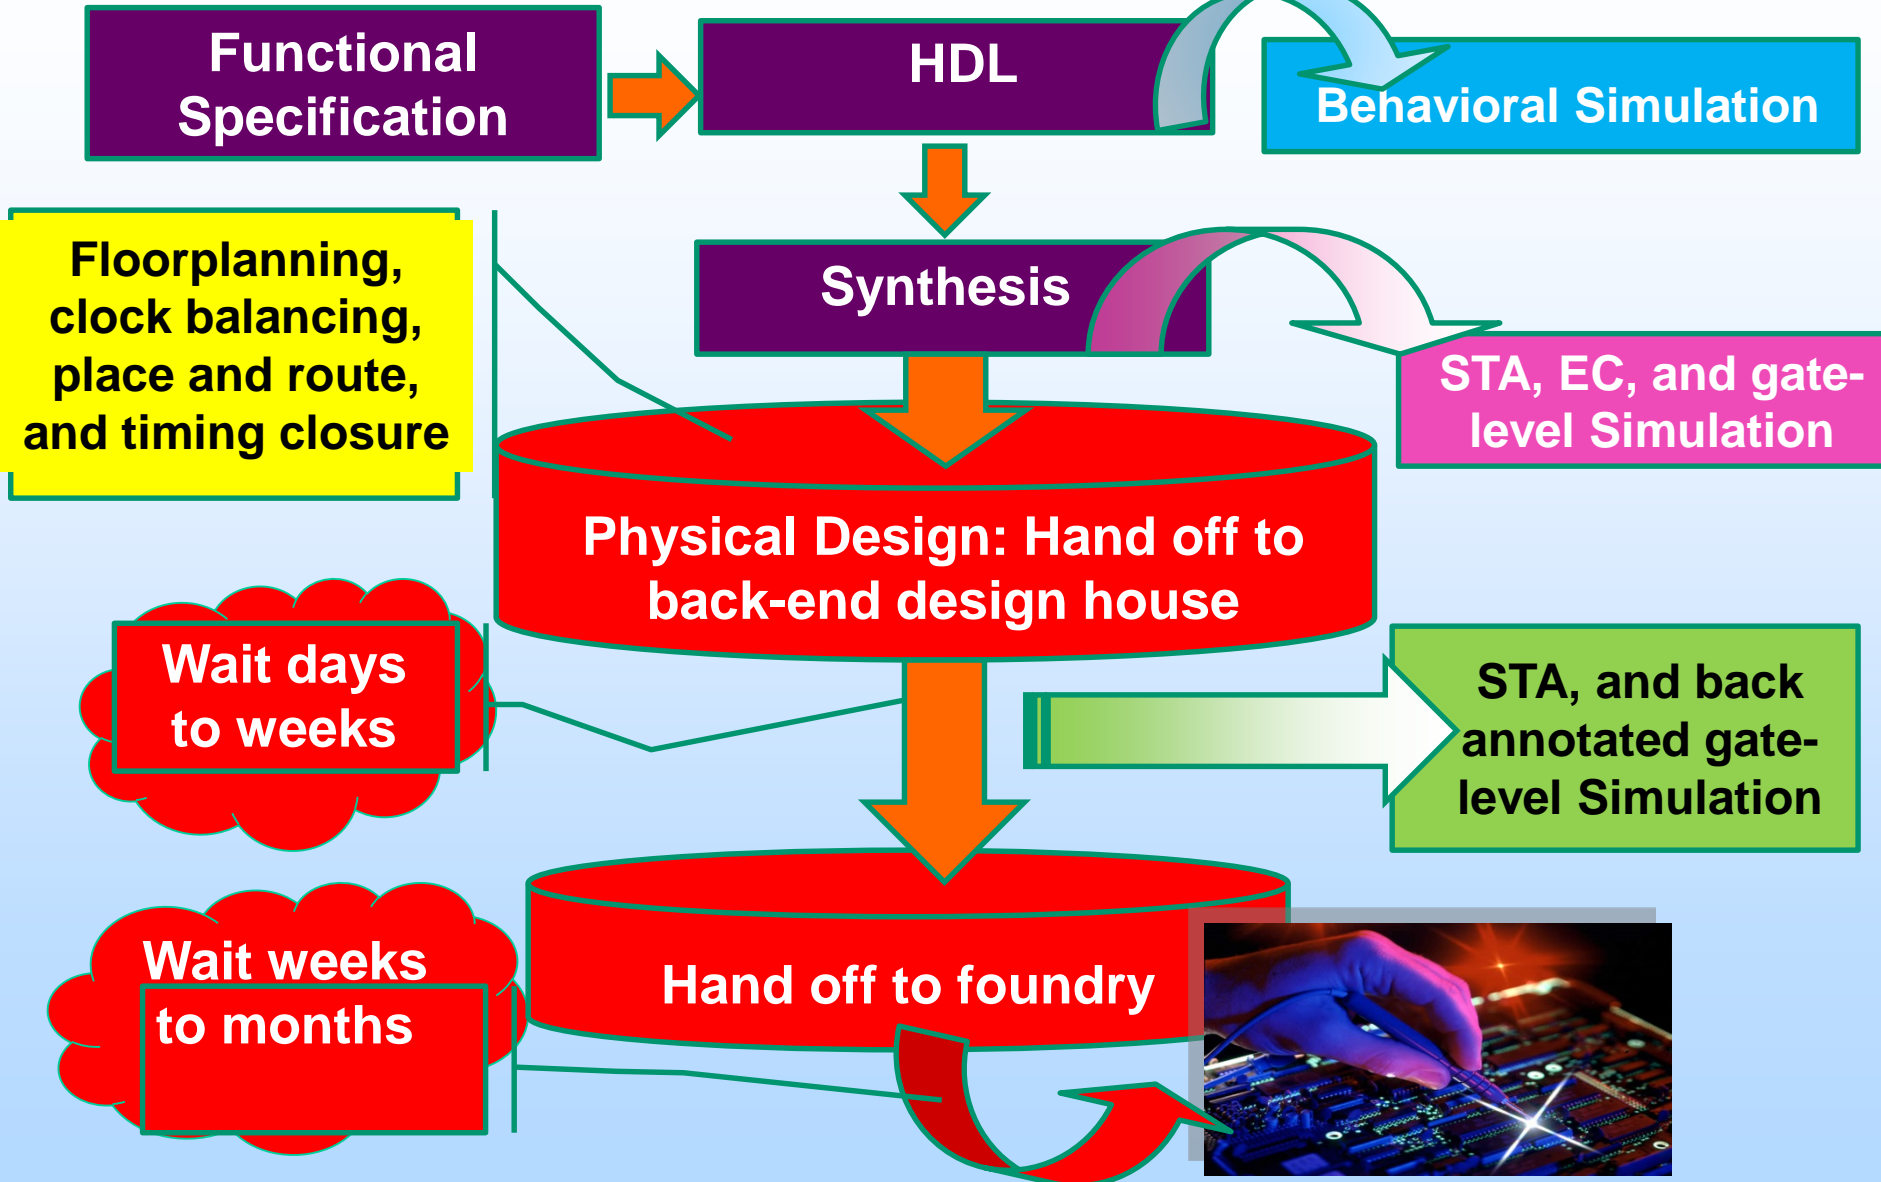 Functional
Specification
HDL
Behavioral Simulation
Floorplanning,
clock balancing,
place and route,
and timing closure
Synthesis
STA, EC, and gate-
level Simulation
Physical Design: Hand off to
back-end design house
Wait days
to weeks
STA, and back
annotated gate-
level Simulation
Wait weeks
to months
Hand off to foundry